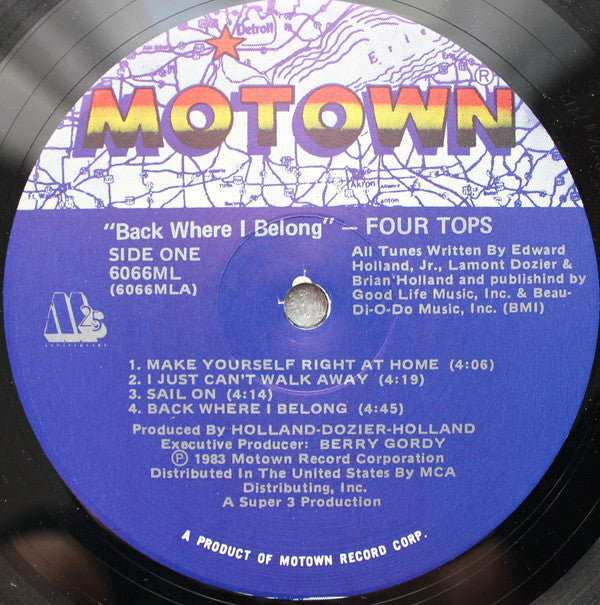 Detroit
Erie
MOTOWN®
Akron
"Back Where I Belong" – FOUR TOPS
SIDE ONE
6066ML
(6066MLA)
All Tunes Written By Edward
Holland, Jr., Lamont Dozier &
Brian Holland and publishind by
Good Life Music, Inc. & Beau-
Di-O-Do Music, Inc. (BMI)
M25
ANNIVERSARY
1. MAKE YOURSELF RIGHT AT HOME (4:06)
2. I JUST CAN'T WALK AWAY (4:19)
3. SAIL ON (4:14)
4. BACK WHERE I BELONG (4:45)
Produced By HOLLAND-DOZIER-HOLLAND
Executive Producer: BERRY GORDY
℗ 1983 Motown Record Corporation
Distributed In The United States By MCA
Distributing, Inc.
A Super 3 Production
A PRODUCT OF MOTOWN RECORD CORP.